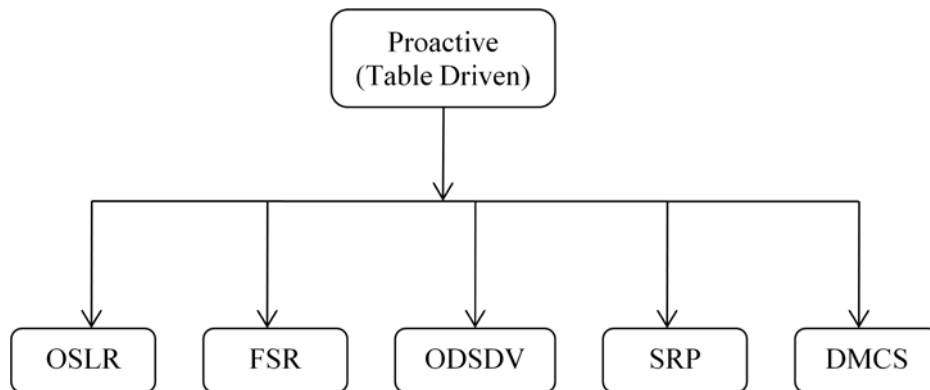 Proactive
(Table Driven)
OSLR
FSR
ODSDV
SRP
DMCS